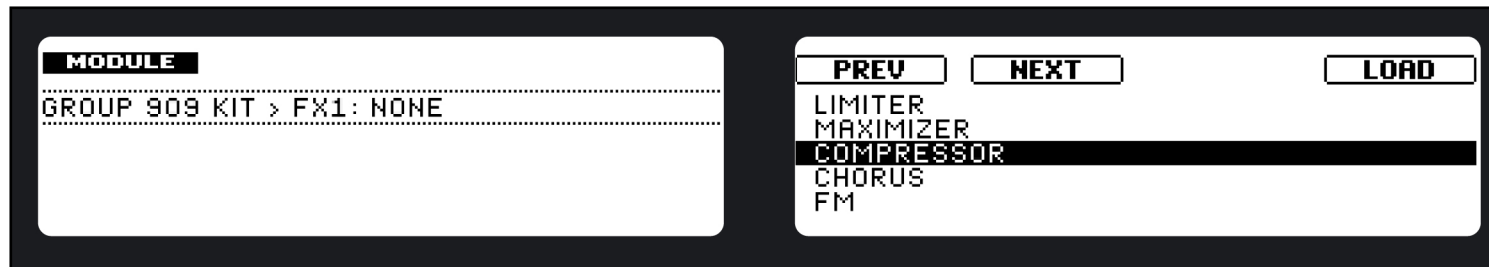 MODULE
GROUP 909 KIT > FX1: NONE
PREV NEXT LOAD
LIMITER
MAXIMIZER
COMPRESSOR
CHORUS
FM